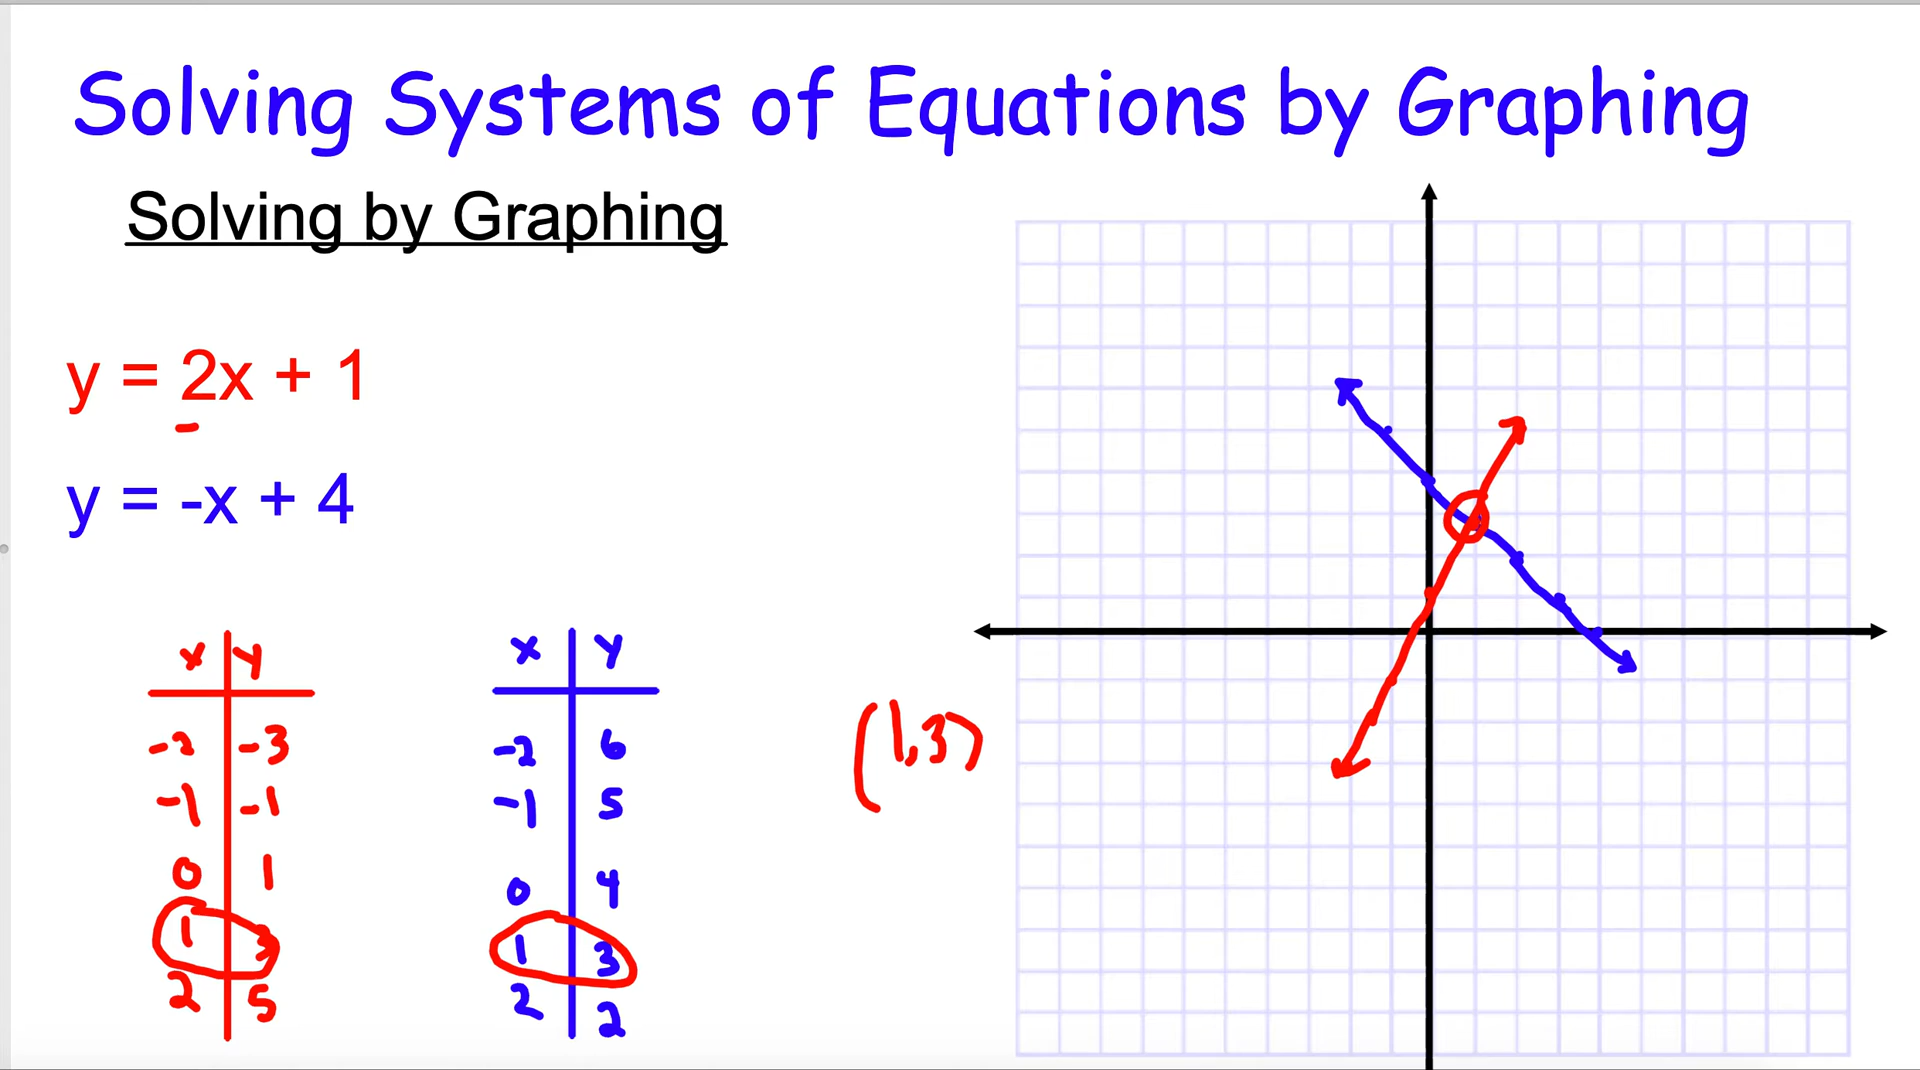 Solving Systems of Equations by Graphing
Solving by Graphing
y = 2x + 1
y = -x + 4
x y
-2 -3
-1 -1
0 1
1 3
2 5
x y
-2 6
-1 5
0 4
1 3
2 2
(1,3)